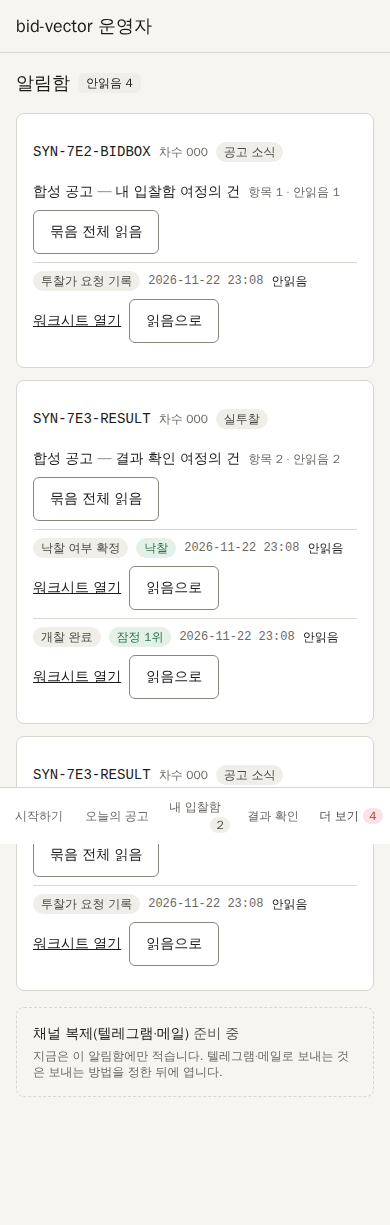 bid-vector 운영자
알림함 안읽음 4
SYN-7E2-BIDBOX 차수 000 공고 소식
합성 공고 — 내 입찰함 여정의 건 항목 1 · 안읽음 1
묶음 전체 읽음
투찰가 요청 기록 2026-11-22 23:08 안읽음
워크시트 열기 읽음으로
SYN-7E3-RESULT 차수 000 실투찰
합성 공고 — 결과 확인 여정의 건 항목 2 · 안읽음 2
묶음 전체 읽음
낙찰 여부 확정 낙찰 2026-11-22 23:08 안읽음
워크시트 열기 읽음으로
개찰 완료 잠정 1위 2026-11-22 23:08 안읽음
워크시트 열기 읽음으로
SYN-7E3-RESULT 차수 000 공고 소식
시작하기 오늘의 공고 내 입찰함 2 결과 확인 더 보기 4
묶음 전체 읽음
투찰가 요청 기록 2026-11-22 23:08 안읽음
워크시트 열기 읽음으로
채널 복제(텔레그램·메일) 준비 중
지금은 이 알림함에만 적습니다. 텔레그램·메일로 보내는 것
은 보내는 방법을 정한 뒤에 엽니다.